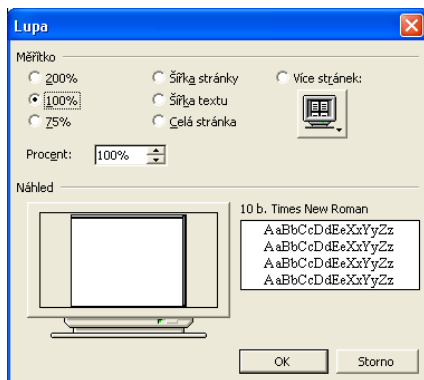 Lupa
Měřítko
200% Šířka stránky Více stránek:
100% Šířka textu
75% Celá stránka
Procent: 100%
Náhled
10 b. Times New Roman
AaBbCcDdEeXxYyZz
AaBbCcDdEeXxYyZz
AaBbCcDdEeXxYyZz
AaBbCcDdEeXxYyZz
OK Storno